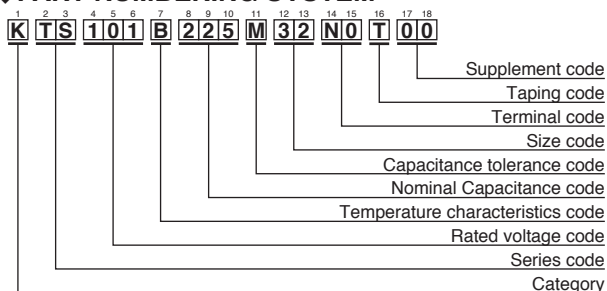 ◆PART NUMBERING SYSTEM
1 2 3 4 5 6 7 8 9 10 11 12 13 14 15 16 17 18
K TS 101 B 225 M 32 N0 T 00
Supplement code
Taping code
Terminal code
Size code
Capacitance tolerance code
Nominal Capacitance code
Temperature characteristics code
Rated voltage code
Series code
Category